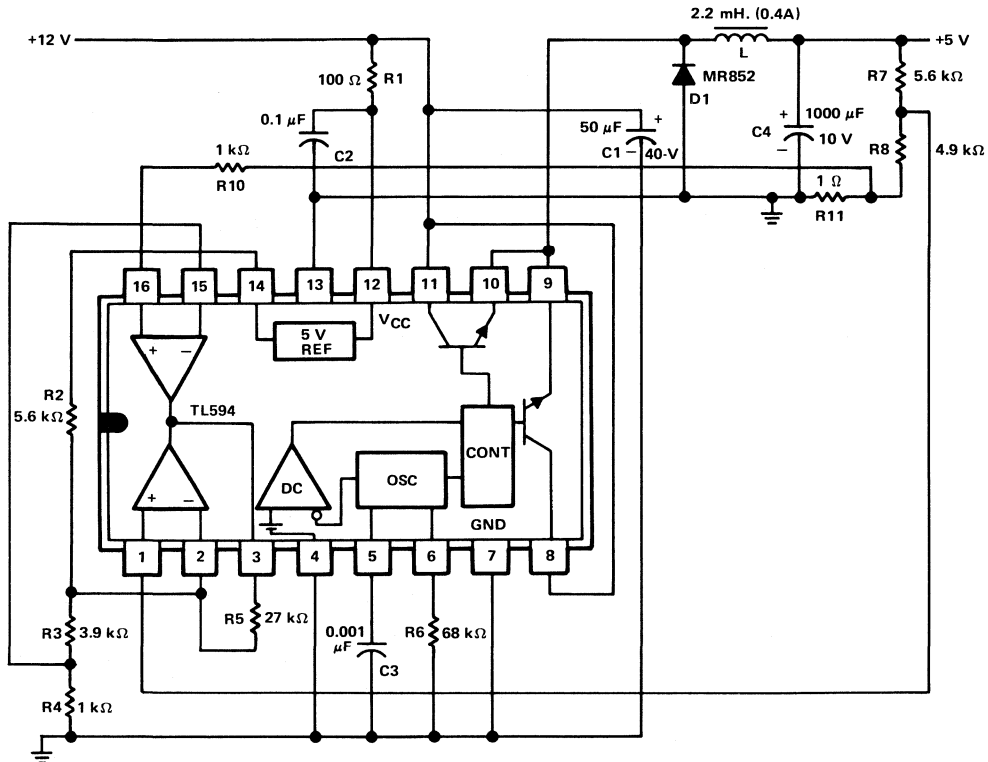 2.2 mH. (0.4A)
+12 V
L
+5 V
100 Ω
R1
MR852
D1
R7
5.6 kΩ
0.1 μF
C2
50 μF
+
C1
−
40-V
+
1000 μF
C4
10 V
−
R8
4.9 kΩ
1 kΩ
R10
1 Ω
R11
16
15
14
13
12
11
10
9
VCC
5 V
REF
+
−
R2
5.6 kΩ
TL594
CONT
DC
OSC
+
−
GND
1
2
3
4
5
6
7
8
R3
3.9 kΩ
R5
27 kΩ
0.001
μF
C3
R6
68 kΩ
R4
1 kΩ